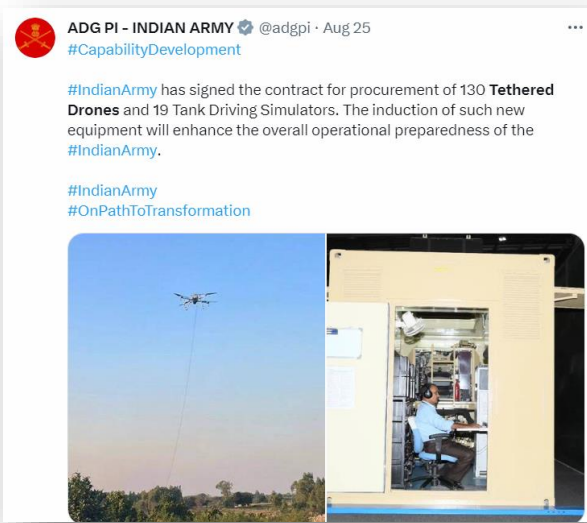 ADG PI - INDIAN ARMY @adgpi · Aug 25
#CapabilityDevelopment
#IndianArmy has signed the contract for procurement of 130 Tethered
Drones and 19 Tank Driving Simulators. The induction of such new
equipment will enhance the overall operational preparedness of the
#IndianArmy.
#IndianArmy
#OnPathToTransformation